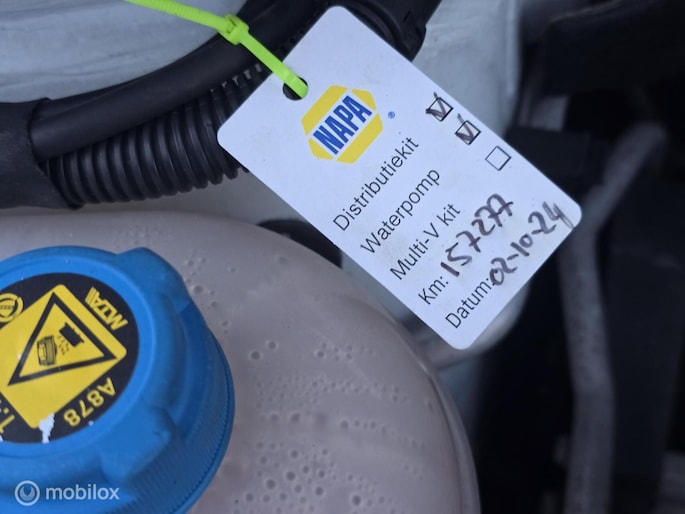 NAPA
®
Distributiekit
Waterpomp
Multi-V kit
Km: 157277
Datum: 02-10-24
A878
mobilox